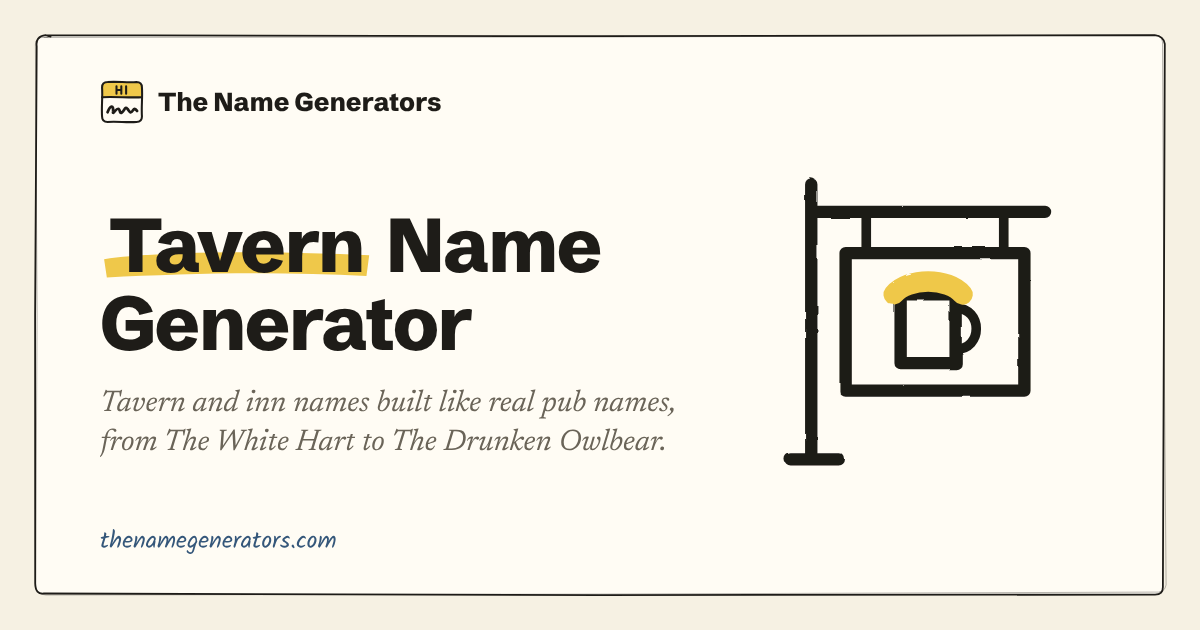 HI
The Name Generators
Tavern Name
Generator
Tavern and inn names built like real pub names,
from The White Hart to The Drunken Owlbear.
thenamegenerators.com